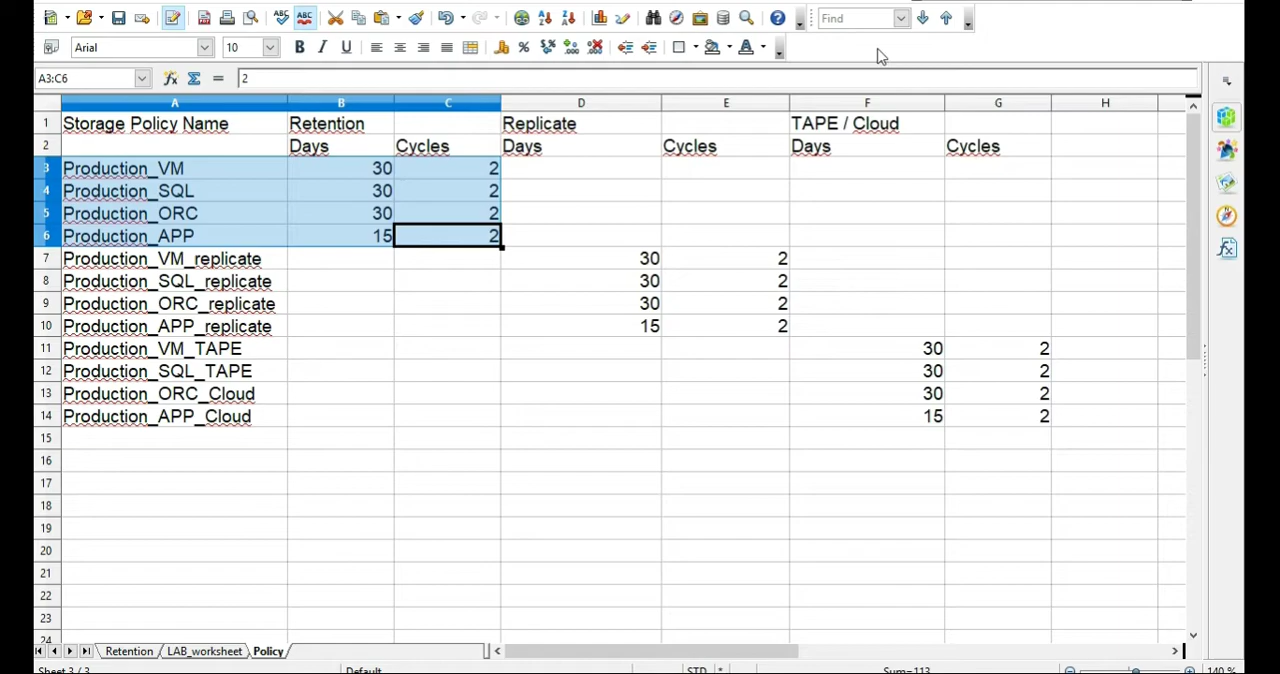 Find
Arial 10
A3:C6 2
A B C D E F G H
1 Storage Policy Name Retention Replicate TAPE / Cloud
2 Days Cycles Days Cycles Days Cycles
3 Production_VM 30 2
4 Production_SQL 30 2
5 Production_ORC 30 2
6 Production_APP 15 2
7 Production_VM_replicate 30 2
8 Production_SQL_replicate 30 2
9 Production_ORC_replicate 30 2
10 Production_APP_replicate 15 2
11 Production_VM_TAPE 30 2
12 Production_SQL_TAPE 30 2
13 Production_ORC_Cloud 30 2
14 Production_APP_Cloud 15 2
15
16
17
18
19
20
21
22
23
24
Retention LAB_worksheet Policy
Sheet 3 / 3 Default STD * Sum=113 140 %